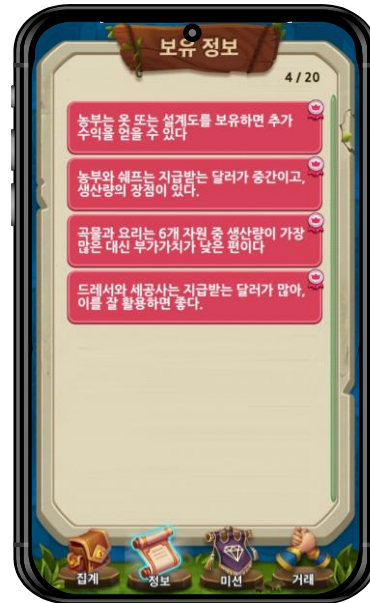 보유 정보
4 / 20
농부는 옷 또는 설계도를 보유하면 추가
수익을 얻을 수 있다
농부와 쉐프는 지급받는 달러가 중간이고,
생산량의 장점이 있다.
곡물과 요리는 6개 자원 중 생산량이 가장
많은 대신 부가가치가 낮은 편이다
드레서와 세공사는 지급받는 달러가 많아,
이를 잘 활용하면 좋다.
집계
정보
미션
거래